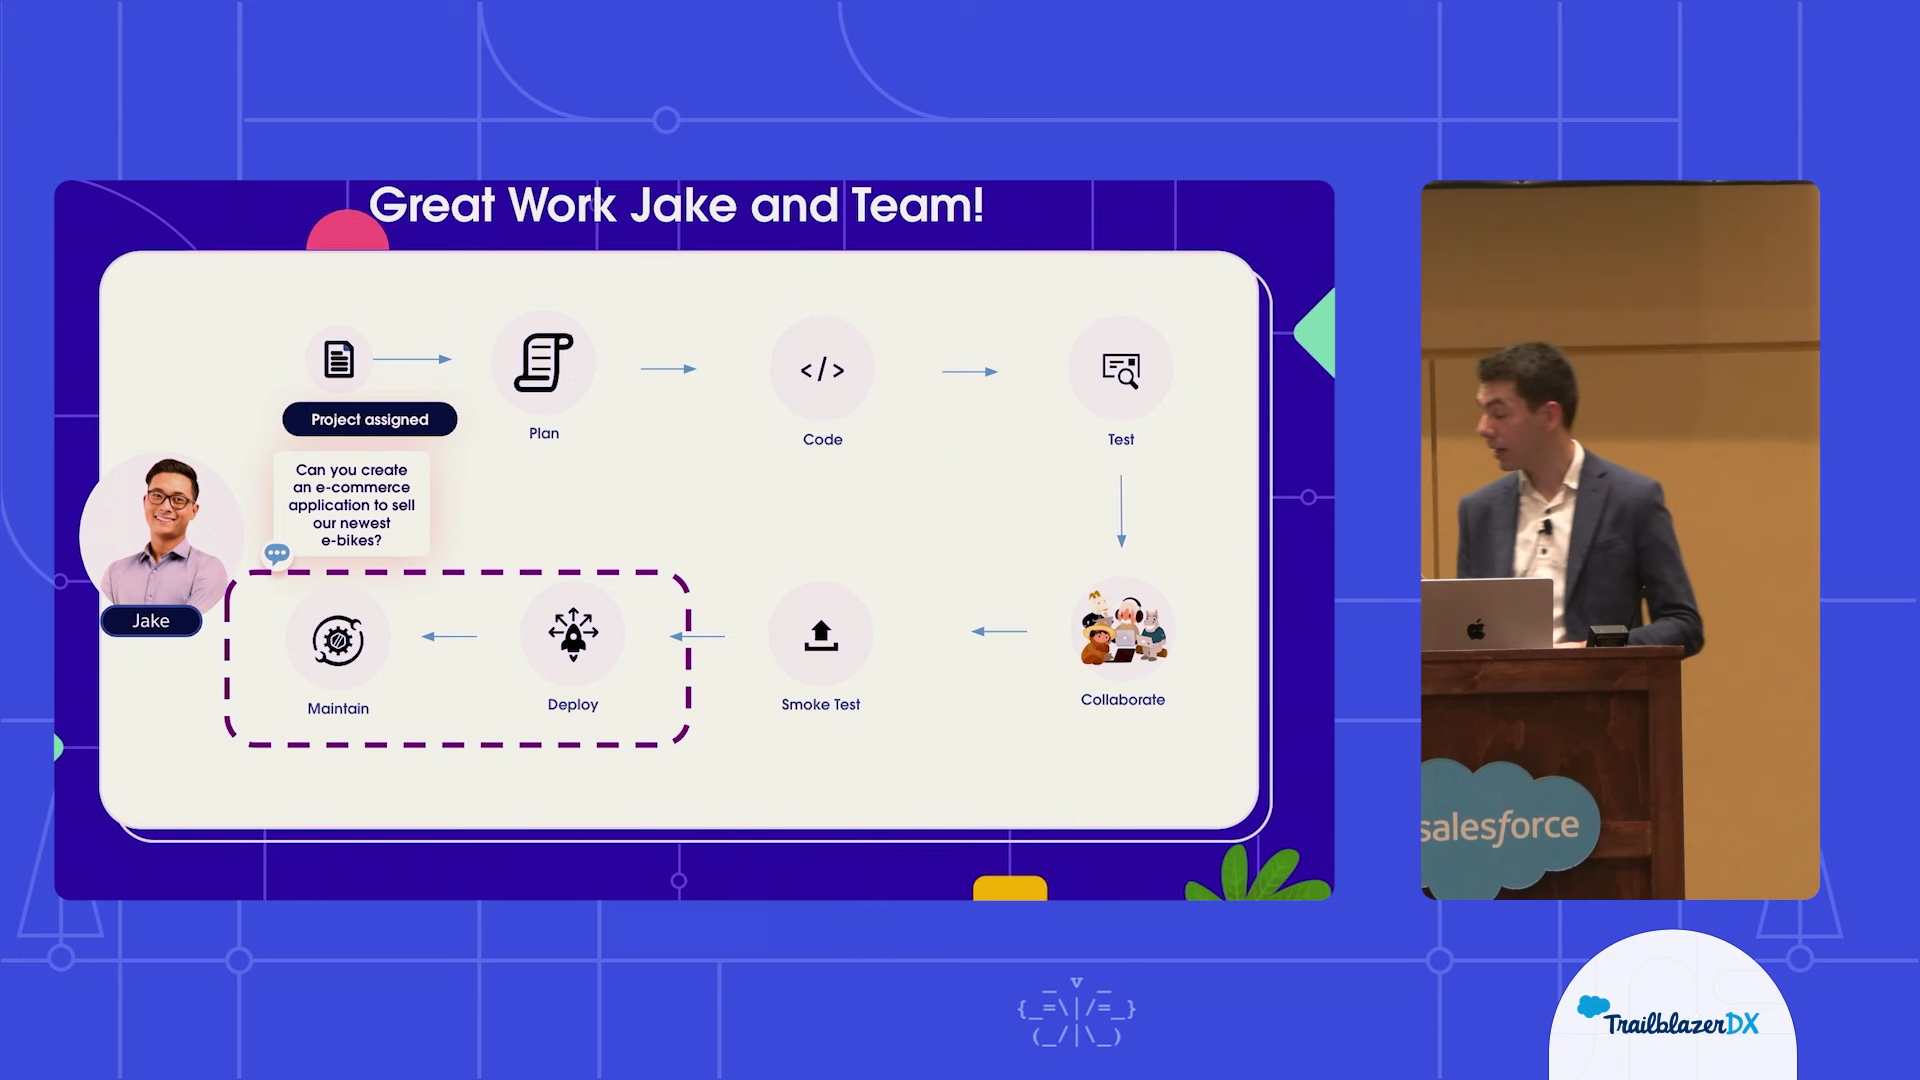 Great Work Jake and Team!
Project assigned
Plan
Code
Test
Can you create
an e-commerce
application to sell
our newest
e-bikes?
Jake
Maintain
Deploy
Smoke Test
Collaborate
salesforce
TrailblazerDX